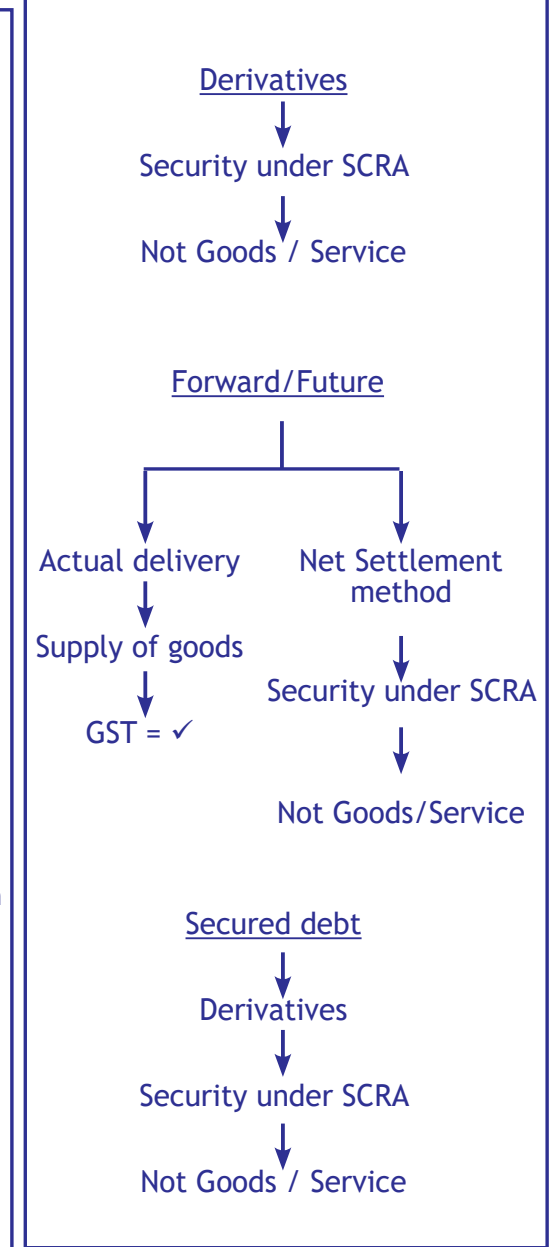 Derivatives
Security under SCRA
Not Goods / Service
Forward/Future
Actual delivery
Supply of goods
GST = ✓
Net Settlement
method
Security under SCRA
Not Goods/Service
Secured debt
Derivatives
Security under SCRA
Not Goods / Service